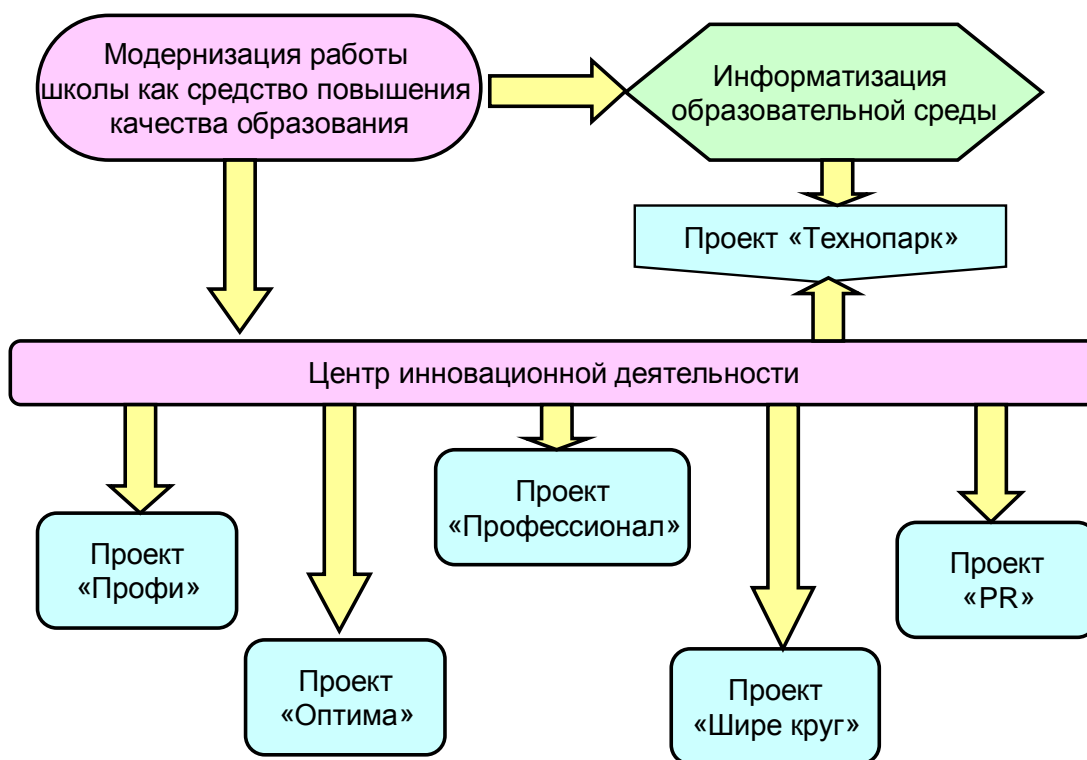 Модернизация работы
школы как средство повышения
качества образования
Информатизация
образовательной среды
Проект «Технопарк»
Центр инновационной деятельности
Проект
«Профи»
Проект
«Оптима»
Проект
«Профессионал»
Проект
«Шире круг»
Проект
«PR»